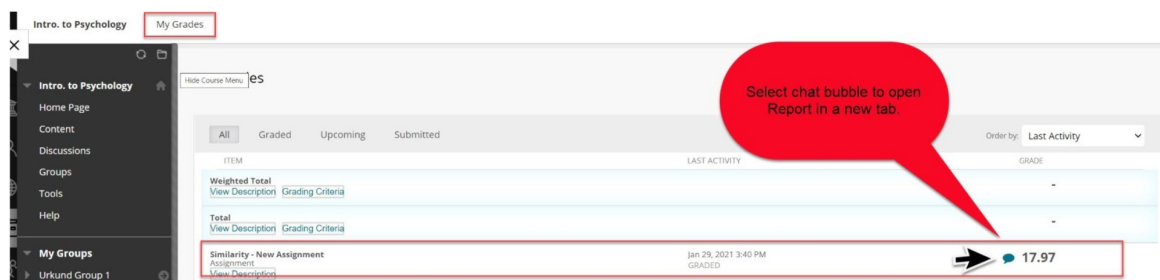 Intro. to Psychology
My Grades
Intro. to Psychology
Home Page
Content
Discussions
Groups
Tools
Help
My Groups
Urkund Group 1
Hide Course Menu
es
Select chat bubble to open
Report in a new tab.
All Graded Upcoming Submitted
Order by: Last Activity
ITEM LAST ACTIVITY GRADE
Weighted Total
View Description Grading Criteria
-
Total
View Description Grading Criteria
-
Similarity - New Assignment
Assignment
View Description
Jan 29, 2021 3:40 PM
GRADED
17.97